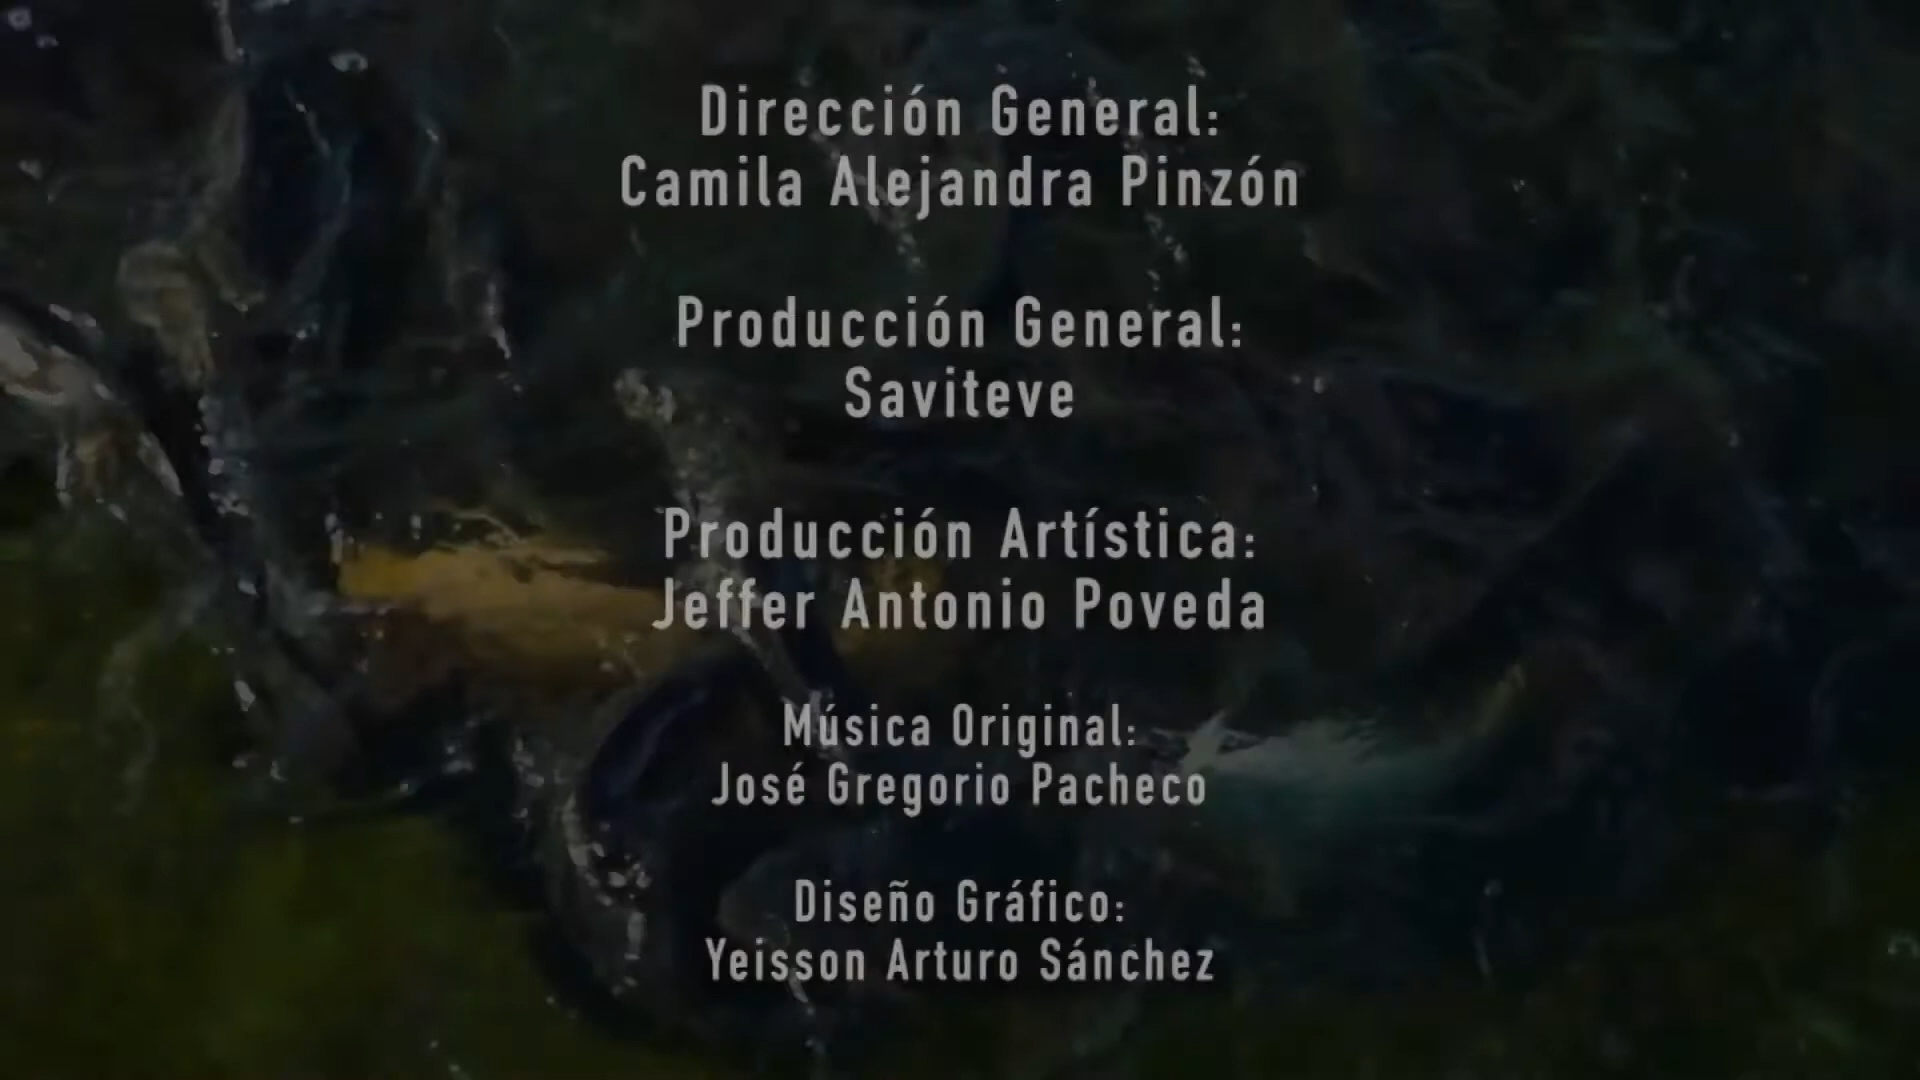 Dirección General:
Camila Alejandra Pinzón
Producción General:
Saviteve
Producción Artística:
Jeffer Antonio Poveda
Música Original:
José Gregorio Pacheco
Diseño Gráfico:
Yeisson Arturo Sánchez